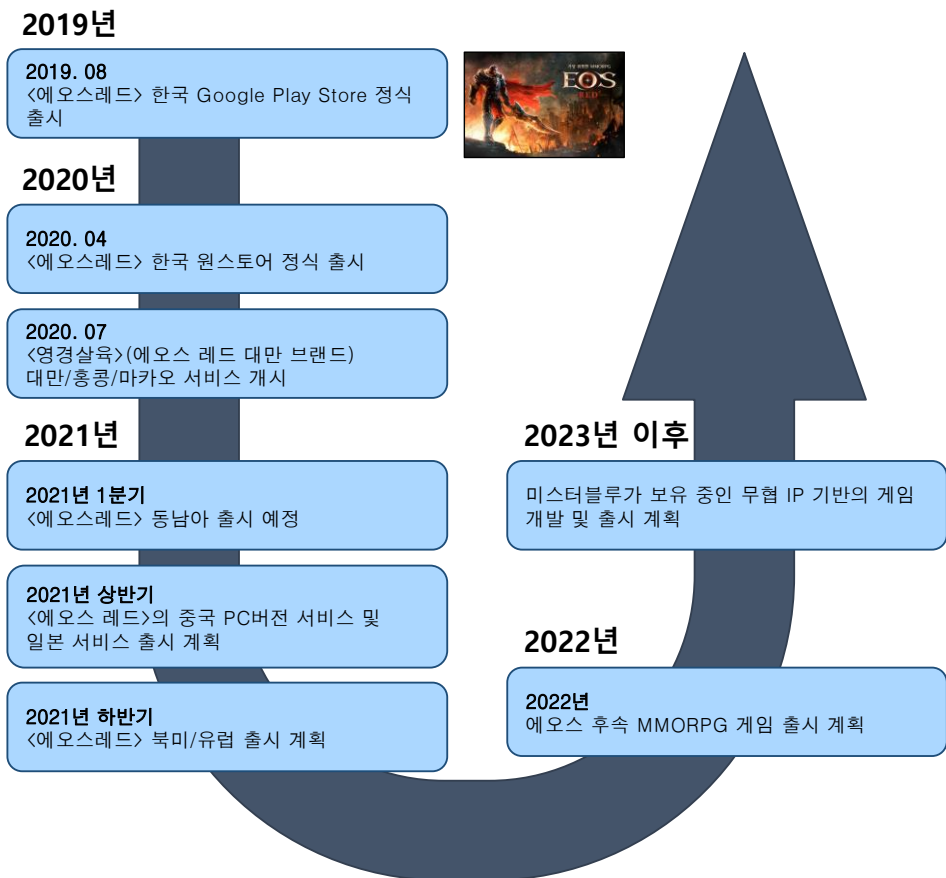 2019년
2019. 08
<에오스레드> 한국 Google Play Store 정식
출시
EOS
RED
2020년
2020. 04
<에오스레드> 한국 원스토어 정식 출시
2020. 07
<영경살육>(에오스 레드 대만 브랜드)
대만/홍콩/마카오 서비스 개시
2021년
2021년 1분기
<에오스레드> 동남아 출시 예정
2021년 상반기
<에오스 레드>의 중국 PC버전 서비스 및
일본 서비스 출시 계획
2021년 하반기
<에오스레드> 북미/유럽 출시 계획
2022년
2022년
에오스 후속 MMORPG 게임 출시 계획
2023년 이후
미스터블루가 보유 중인 무협 IP 기반의 게임
개발 및 출시 계획